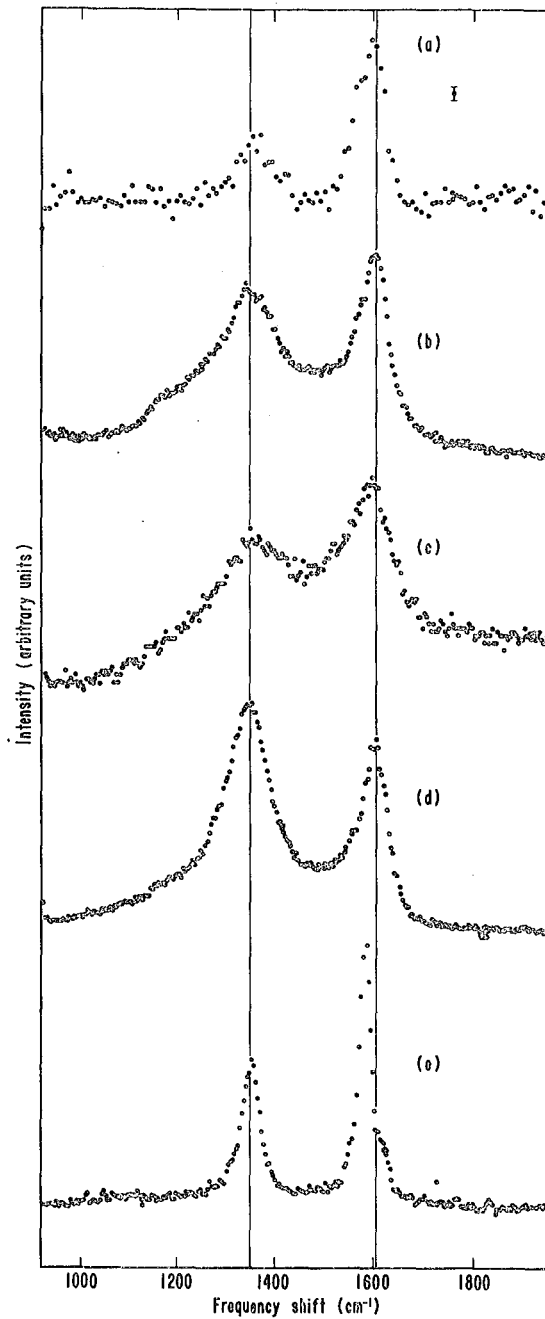 (a)
(b)
(c)
Intensity (arbitrary units)
(d)
(e)
1000 1200 1400 1600 1800
Frequency shift (cm⁻¹)